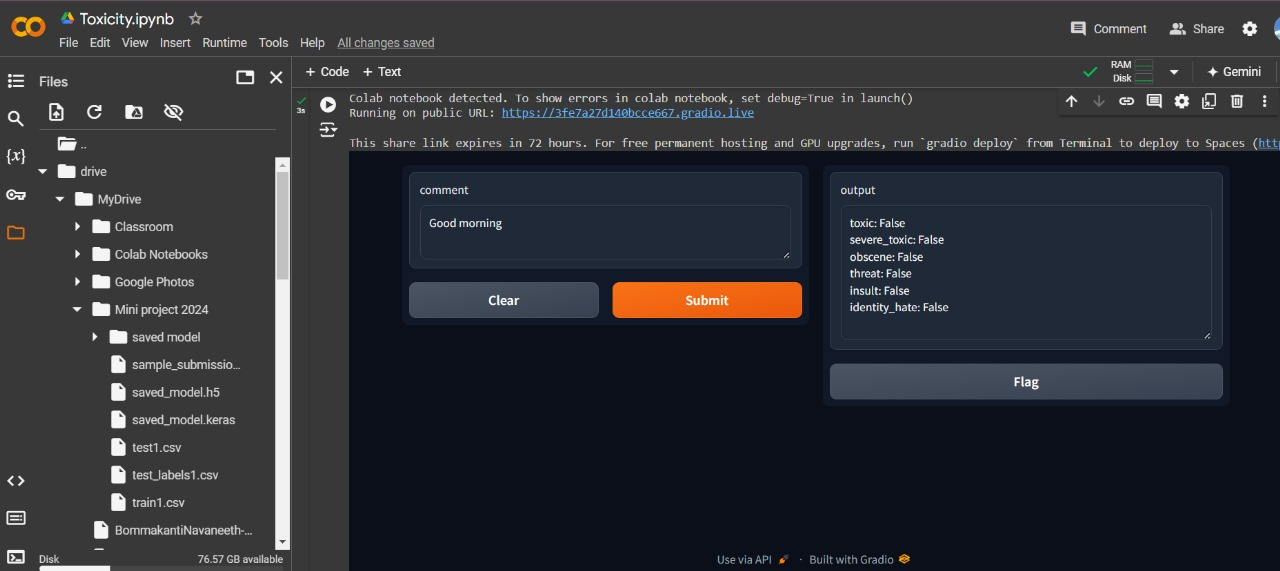 Toxicity.ipynb
File Edit View Insert Runtime Tools Help All changes saved
Comment Share
Files
+ Code + Text
RAM
Disk
Gemini
..
drive
MyDrive
Classroom
Colab Notebooks
Google Photos
Mini project 2024
saved model
sample_submissio...
saved_model.h5
saved_model.keras
test1.csv
test_labels1.csv
train1.csv
BommakantiNavaneeth-...
Disk 76.57 GB available
{x}
3s
Colab notebook detected. To show errors in colab notebook, set debug=True in launch()
Running on public URL: https://3fe7a27d140bcce667.gradio.live
This share link expires in 72 hours. For free permanent hosting and GPU upgrades, run `gradio deploy` from Terminal to deploy to Spaces (htt
comment
Good morning
Clear
Submit
output
toxic: False
severe_toxic: False
obscene: False
threat: False
insult: False
identity_hate: False
Flag
Use via API · Built with Gradio